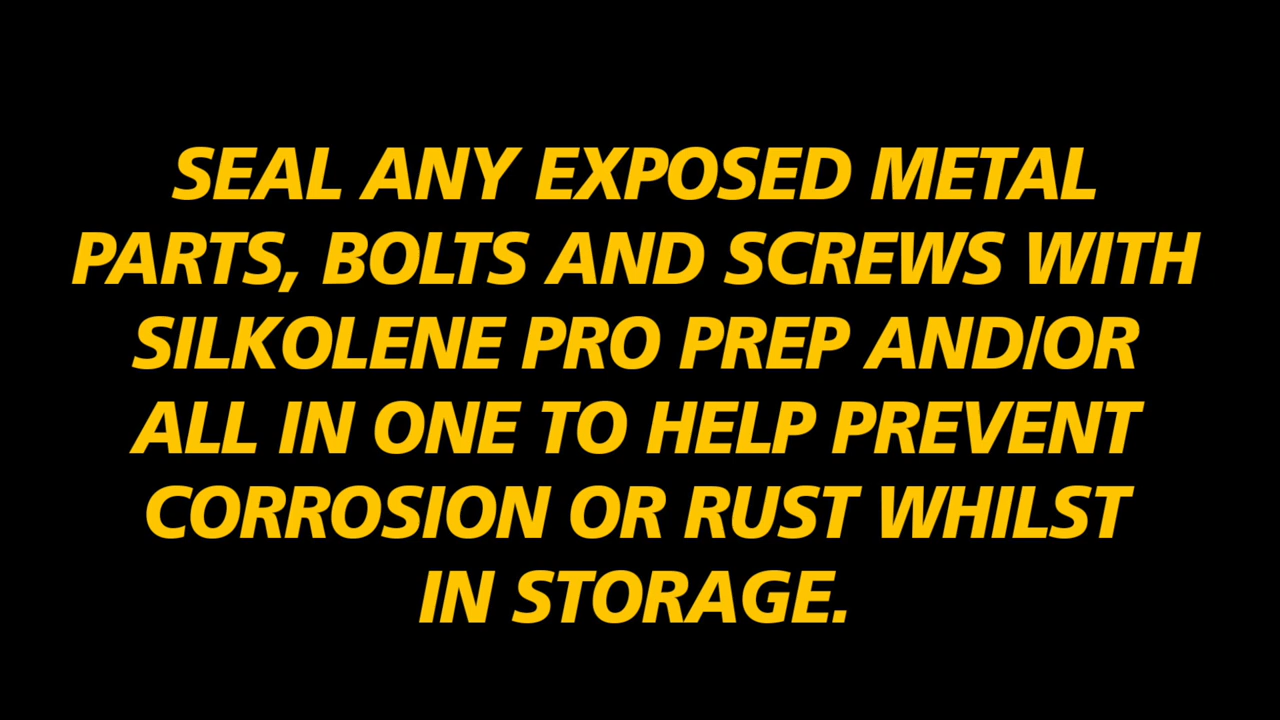 SEAL ANY EXPOSED METAL
PARTS, BOLTS AND SCREWS WITH
SILKOLENE PRO PREP AND/OR
ALL IN ONE TO HELP PREVENT
CORROSION OR RUST WHILST
IN STORAGE.